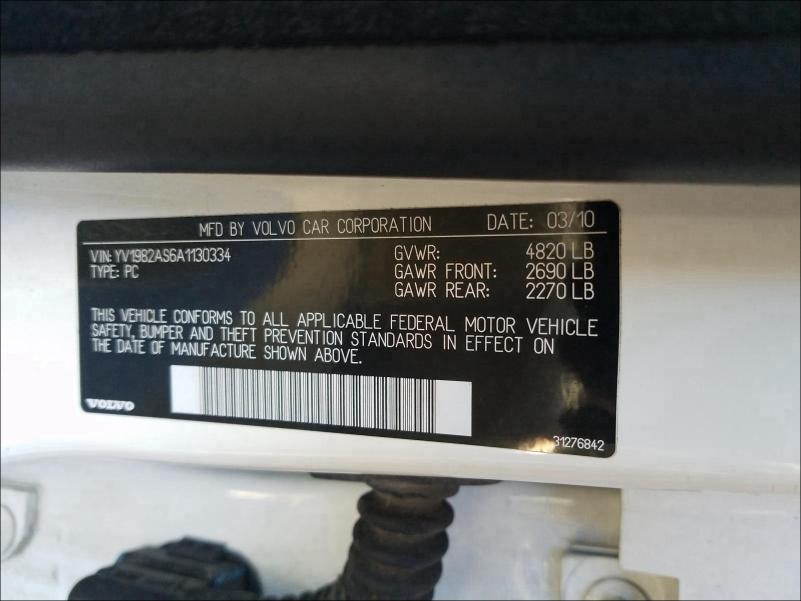 MFD BY VOLVO CAR CORPORATION DATE: 03/10
VIN: YV1982AS6A1130334 GVWR: 4820 LB
TYPE: PC GAWR FRONT: 2690 LB
GAWR REAR: 2270 LB
THIS VEHICLE CONFORMS TO ALL APPLICABLE FEDERAL MOTOR VEHICLE
SAFETY, BUMPER AND THEFT PREVENTION STANDARDS IN EFFECT ON
THE DATE OF MANUFACTURE SHOWN ABOVE.
VOLVO
31276842